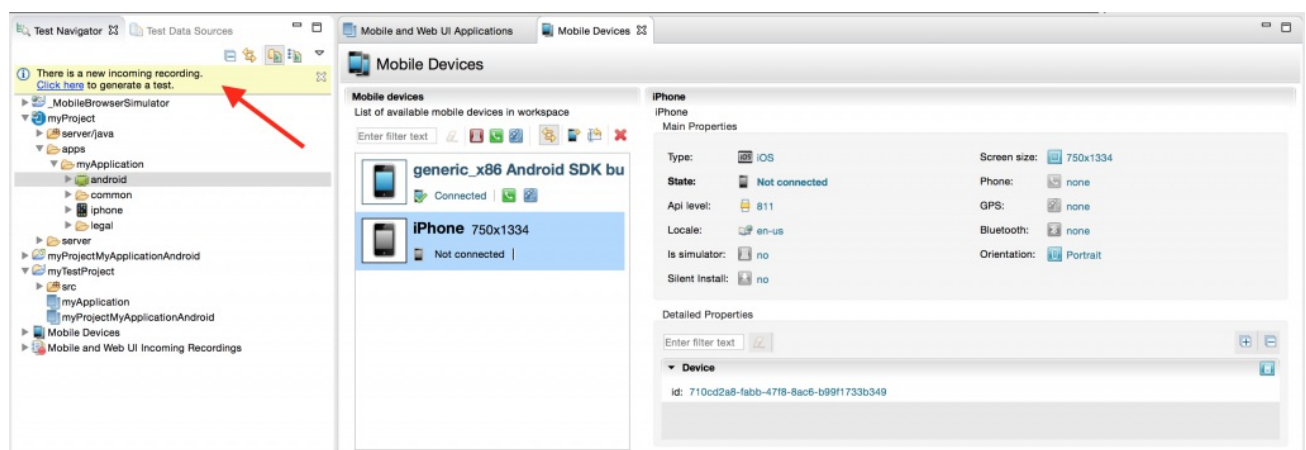 Test Navigator
Test Data Sources
There is a new incoming recording.
Click here to generate a test.
_MobileBrowserSimulator
myProject
server/java
apps
myApplication
android
common
iphone
legal
server
myProjectMyApplicationAndroid
myTestProject
src
myApplication
myProjectMyApplicationAndroid
Mobile Devices
Mobile and Web UI Incoming Recordings
Mobile and Web UI Applications
Mobile Devices
Mobile Devices
Mobile devices
List of available mobile devices in workspace
Enter filter text
generic_x86 Android SDK bu
Connected
iPhone 750x1334
Not connected
iPhone
iPhone
Main Properties
Type: iOS
Screen size: 750x1334
State: Not connected
Phone: none
Api level: 811
GPS: none
Locale: en-us
Bluetooth: none
Is simulator: no
Orientation: Portrait
Silent Install: no
Detailed Properties
Enter filter text
Device
id: 710cd2a8-fabb-47f8-8ac6-b99f1733b349